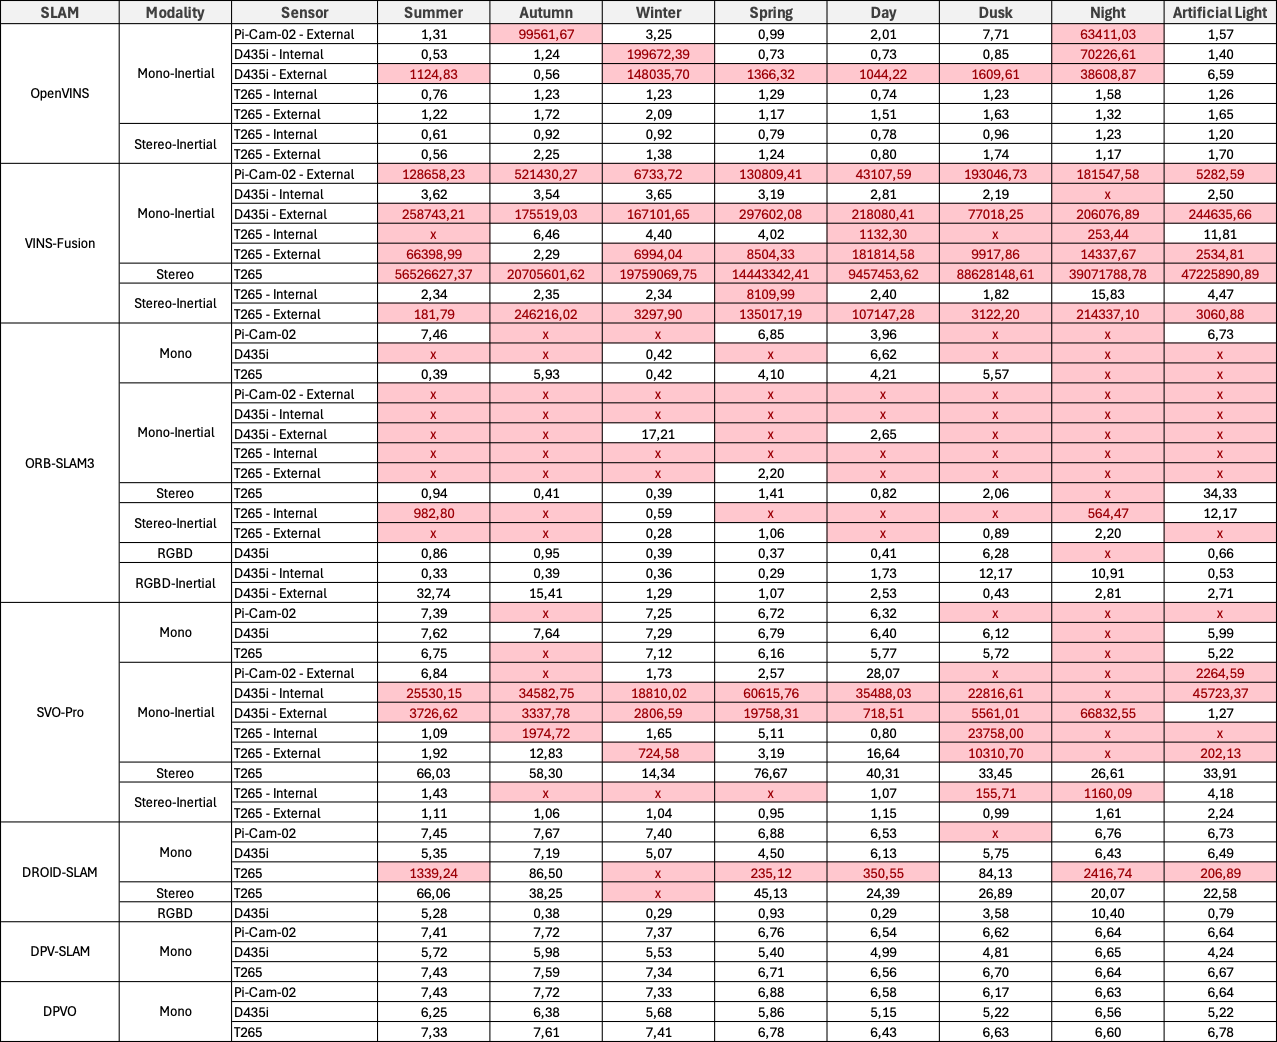 SLAM Modality Sensor Summer Autumn Winter Spring Day Dusk Night Artificial Light
OpenVINS Mono-Inertial Pi-Cam-02 - External 1,31 99561,67 3,25 0,99 2,01 7,71 63411,03 1,57
D435i - Internal 0,53 1,24 199672,39 0,73 0,73 0,85 70226,61 1,40
D435i - External 1124,83 0,56 148035,70 1366,32 1044,22 1609,61 38608,87 6,59
T265 - Internal 0,76 1,23 1,23 1,29 0,74 1,23 1,58 1,26
T265 - External 1,22 1,72 2,09 1,17 1,51 1,63 1,32 1,65
Stereo-Inertial T265 - Internal 0,61 0,92 0,92 0,79 0,78 0,96 1,23 1,20
T265 - External 0,56 2,25 1,38 1,24 0,80 1,74 1,17 1,70
VINS-Fusion Mono-Inertial Pi-Cam-02 - External 128658,23 521430,27 6733,72 130809,41 43107,59 193046,73 181547,58 5282,59
D435i - Internal 3,62 3,54 3,65 3,19 2,81 2,19 x 2,50
D435i - External 258743,21 175519,03 167101,65 297602,08 218080,41 77018,25 206076,89 244635,66
T265 - Internal x 6,46 4,40 4,02 1132,30 x 253,44 11,81
T265 - External 66398,99 2,29 6994,04 8504,33 181814,58 9917,86 14337,67 2534,81
Stereo T265 56526627,37 20705601,62 19759069,75 14443342,41 9457453,62 88628148,61 39071788,78 47225890,89
Stereo-Inertial T265 - Internal 2,34 2,35 2,34 8109,99 2,40 1,82 15,83 4,47
T265 - External 181,79 246216,02 3297,90 135017,19 107147,28 3122,20 214337,10 3060,88
ORB-SLAM3 Mono Pi-Cam-02 7,46 x x 6,85 3,96 x x 6,73
D435i x x 0,42 x 6,62 x x x
T265 0,39 5,93 0,42 4,10 4,21 5,57 x x
Mono-Inertial Pi-Cam-02 - External x x x x x x x x
D435i - Internal x x x x x x x x
D435i - External x x 17,21 x 2,65 x x x
T265 - Internal x x x x x x x x
T265 - External x x x 2,20 x x x x
Stereo T265 0,94 0,41 0,39 1,41 0,82 2,06 x 34,33
Stereo-Inertial T265 - Internal 982,80 x 0,59 x x x 564,47 12,17
T265 - External x x 0,28 1,06 x 0,89 2,20 x
RGBD D435i 0,86 0,95 0,39 0,37 0,41 6,28 x 0,66
RGBD-Inertial D435i - Internal 0,33 0,39 0,36 0,29 1,73 12,17 10,91 0,53
D435i - External 32,74 15,41 1,29 1,07 2,53 0,43 2,81 2,71
SVO-Pro Mono Pi-Cam-02 7,39 x 7,25 6,72 6,32 x x x
D435i 7,62 7,64 7,29 6,79 6,40 6,12 x 5,99
T265 6,75 x 7,12 6,16 5,77 5,72 x 5,22
Mono-Inertial Pi-Cam-02 - External 6,84 x 1,73 2,57 28,07 x x 2264,59
D435i - Internal 25530,15 34582,75 18810,02 60615,76 35488,03 22816,61 x 45723,37
D435i - External 3726,62 3337,78 2806,59 19758,31 718,51 5561,01 66832,55 1,27
T265 - Internal 1,09 1974,72 1,65 5,11 0,80 23758,00 x x
T265 - External 1,92 12,83 724,58 3,19 16,64 10310,70 x 202,13
Stereo T265 66,03 58,30 14,34 76,67 40,31 33,45 26,61 33,91
Stereo-Inertial T265 - Internal 1,43 x x x 1,07 155,71 1160,09 4,18
T265 - External 1,11 1,06 1,04 0,95 1,15 0,99 1,61 2,24
DROID-SLAM Mono Pi-Cam-02 7,45 7,67 7,40 6,88 6,53 x 6,76 6,73
D435i 5,35 7,19 5,07 4,50 6,13 5,75 6,43 6,49
T265 1339,24 86,50 x 235,12 350,55 84,13 2416,74 206,89
Stereo T265 66,06 38,25 x 45,13 24,39 26,89 20,07 22,58
RGBD D435i 5,28 0,38 0,29 0,93 0,29 3,58 10,40 0,79
DPV-SLAM Mono Pi-Cam-02 7,41 7,72 7,37 6,76 6,54 6,62 6,64 6,64
D435i 5,72 5,98 5,53 5,40 4,99 4,81 6,65 4,24
T265 7,43 7,59 7,34 6,71 6,56 6,70 6,64 6,67
DPVO Mono Pi-Cam-02 7,43 7,72 7,33 6,88 6,58 6,17 6,63 6,64
D435i 6,25 6,38 5,68 5,86 5,15 5,22 6,56 5,22
T265 7,33 7,61 7,41 6,78 6,43 6,63 6,60 6,78